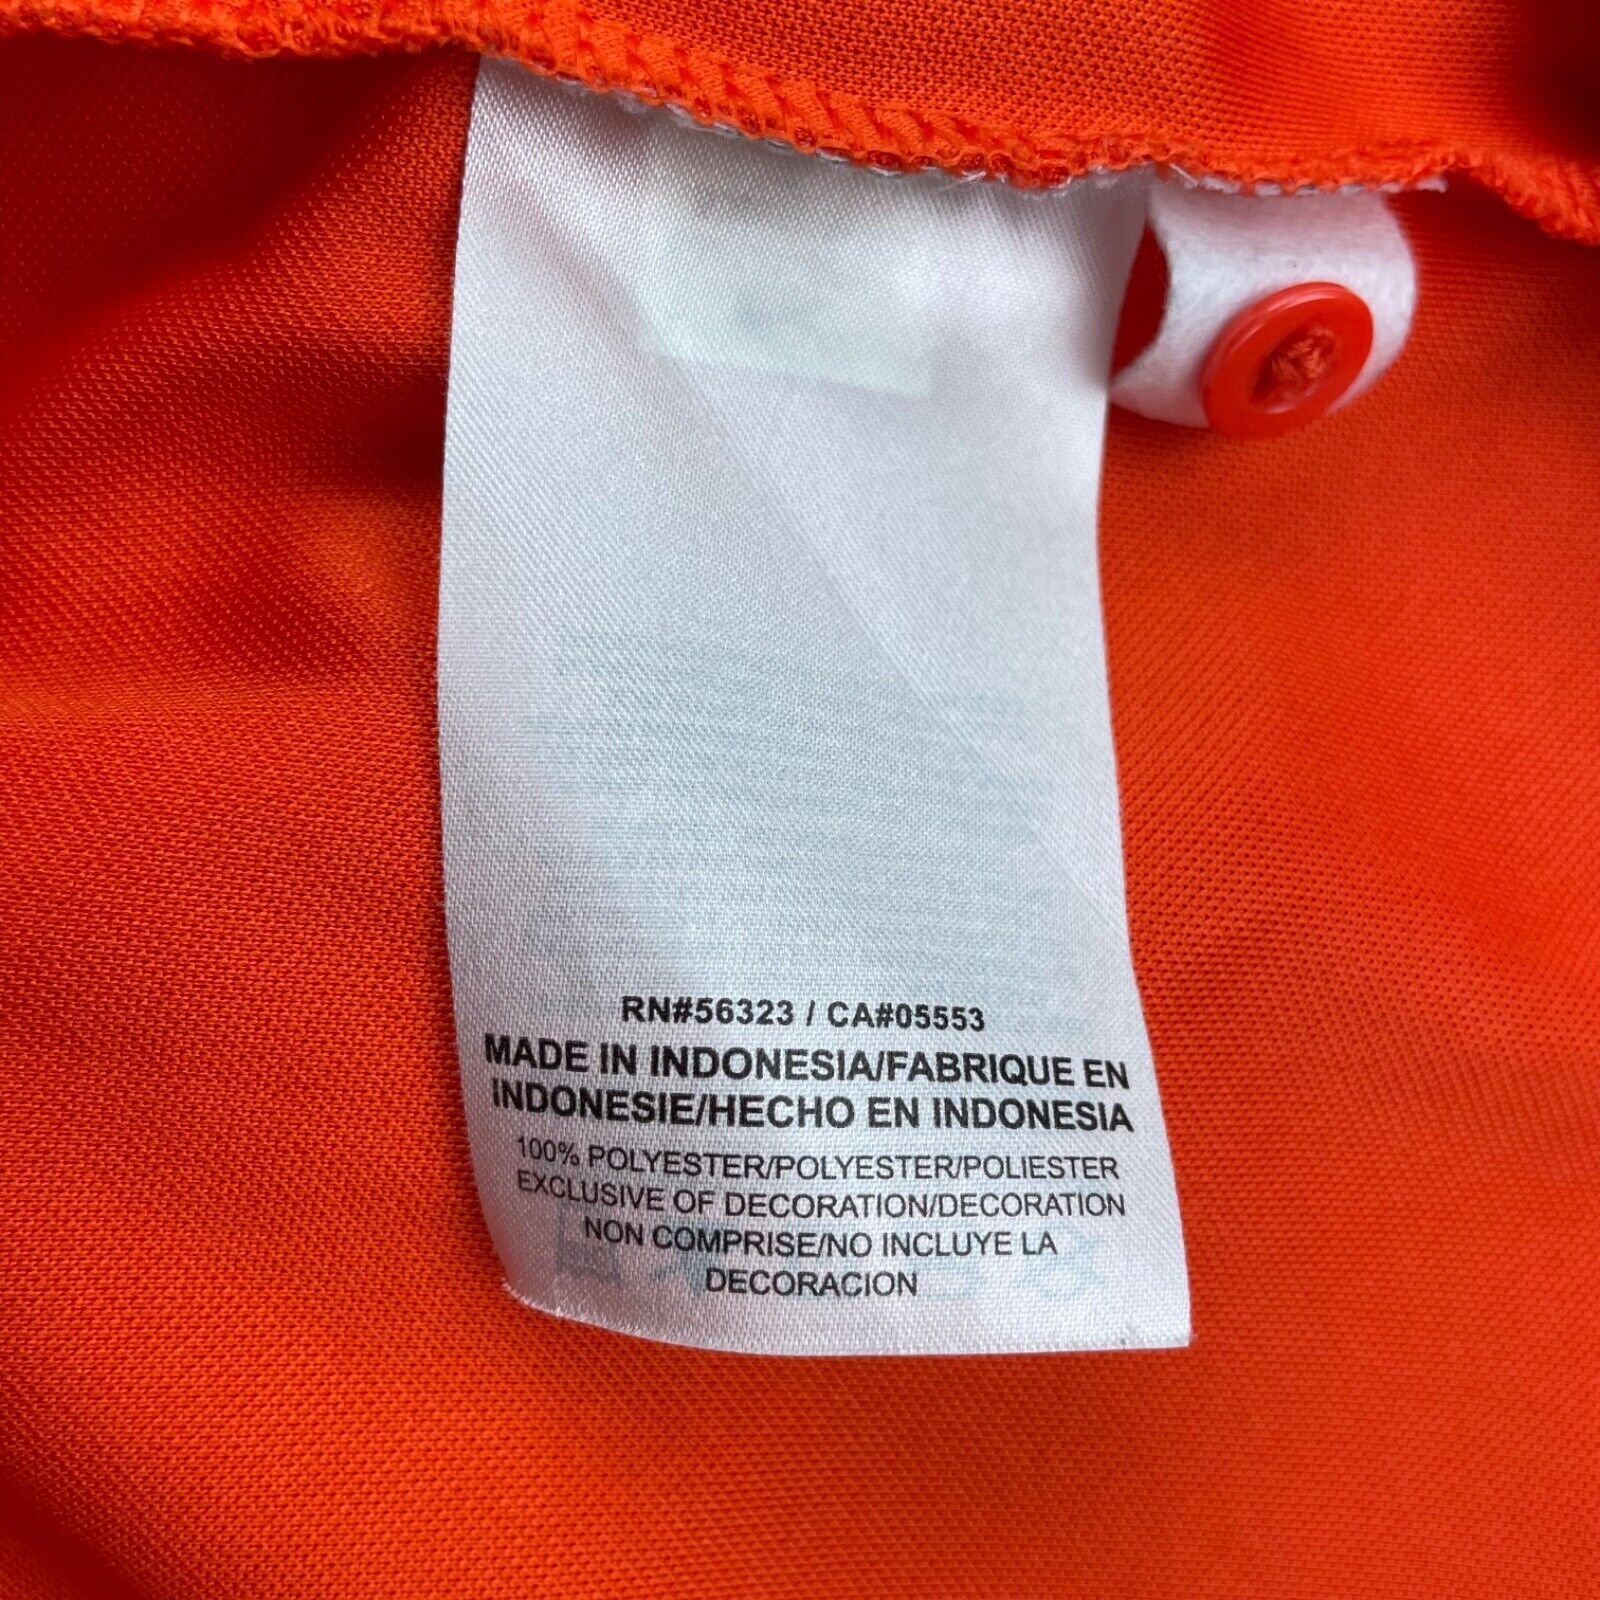 RN#56323 / CA#05553
MADE IN INDONESIA/FABRIQUE EN
INDONESIE/HECHO EN INDONESIA
100% POLYESTER/POLYESTER/POLIESTER
EXCLUSIVE OF DECORATION/DECORATION
NON COMPRISE/NO INCLUYE LA
DECORACION